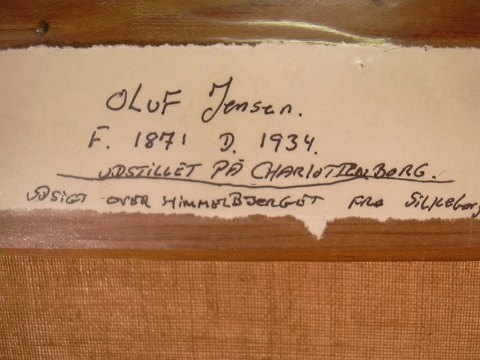 OLUF Jensen.
F. 1871 D. 1934.
UDSTILLET PÅ CHARLOTTENBORG.
UDSIGT OVER HIMMELBJERGET FRA Silkeborg